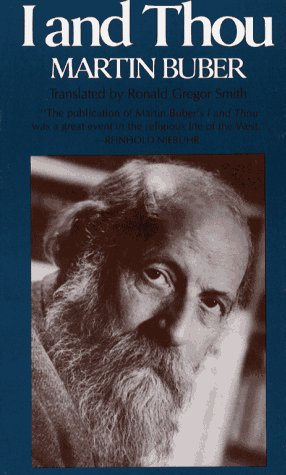 I and Thou
MARTIN BUBER
Translated by Ronald Gregor Smith
"The publication of Martin Buber's I and Thou
was a great event in the religious life of the West."
—REINHOLD NIEBUHR